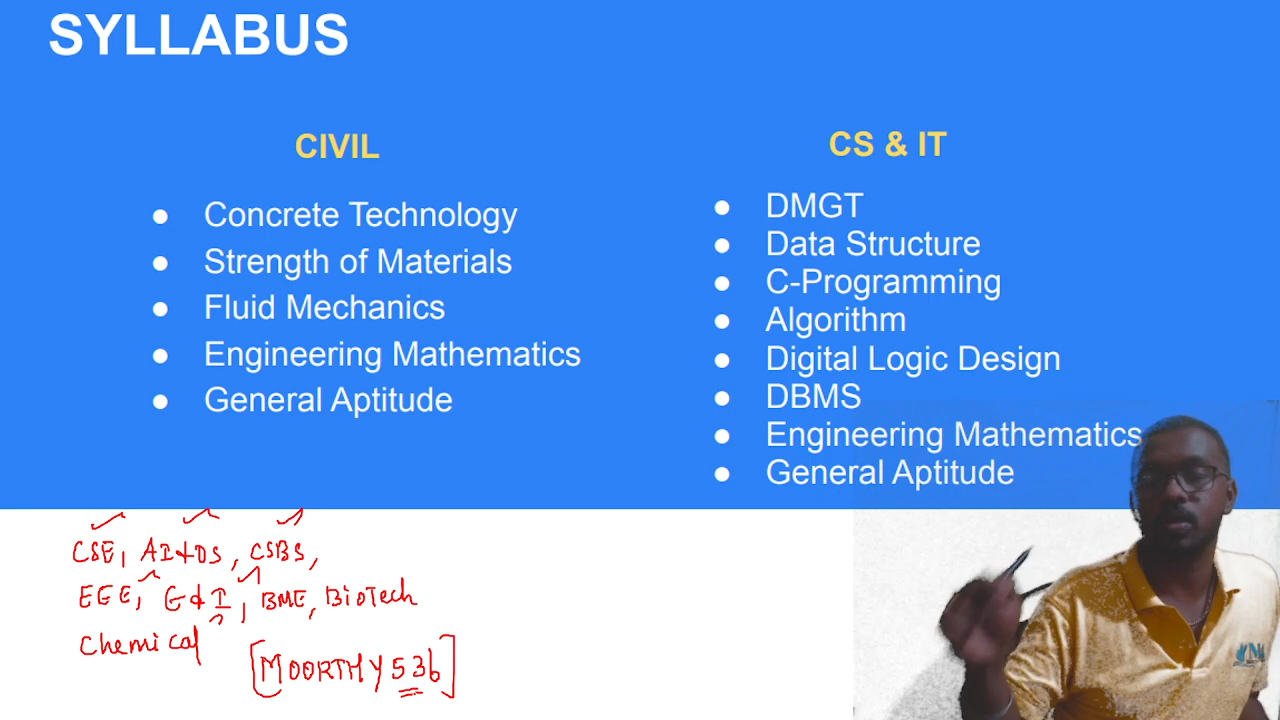 SYLLABUS
CIVIL
● Concrete Technology
● Strength of Materials
● Fluid Mechanics
● Engineering Mathematics
● General Aptitude
CS & IT
● DMGT
● Data Structure
● C-Programming
● Algorithm
● Digital Logic Design
● DBMS
● Engineering Mathematics
● General Aptitude
CSE, AI&DS, CSBS,
EEE, E&I, BME, BioTech
Chemical
[MOORTHY536]